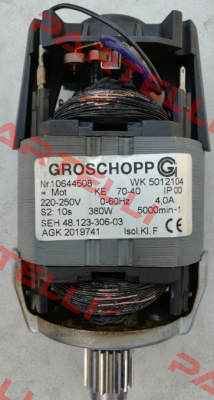 GROSCHOPP G
Nr.10644508 WK 5012104
~ Mot KE 70-40 IP 00
220-250V 0-60Hz 4,0A
S2: 10s 380W 5000min-1
SEH 48.123-306-03
AGK 2019741 Isol.Kl. F